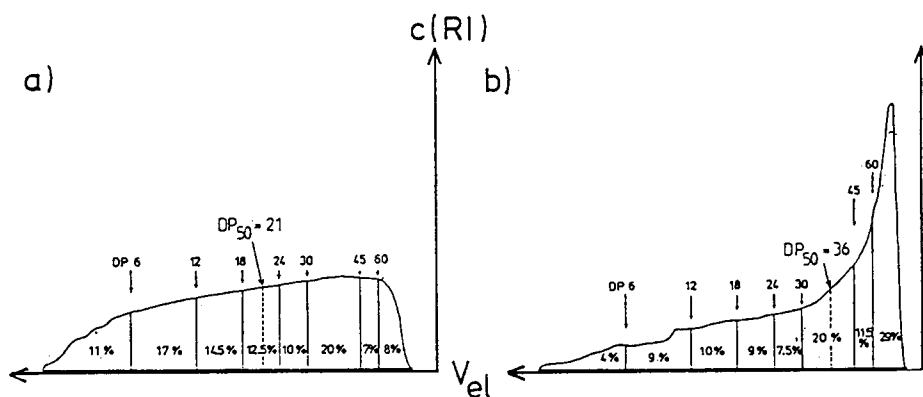 c(RI)
a)
DP₅₀=21
DP 6 12 18 24 30 45 60
11% 17% 14,5% 12,5% 10% 20% 7% 8%
V_el
b)
60
45
DP₅₀=36
DP 6 12 18 24 30
4% 9% 10% 9% 7.5% 20% 11,5 % 29%